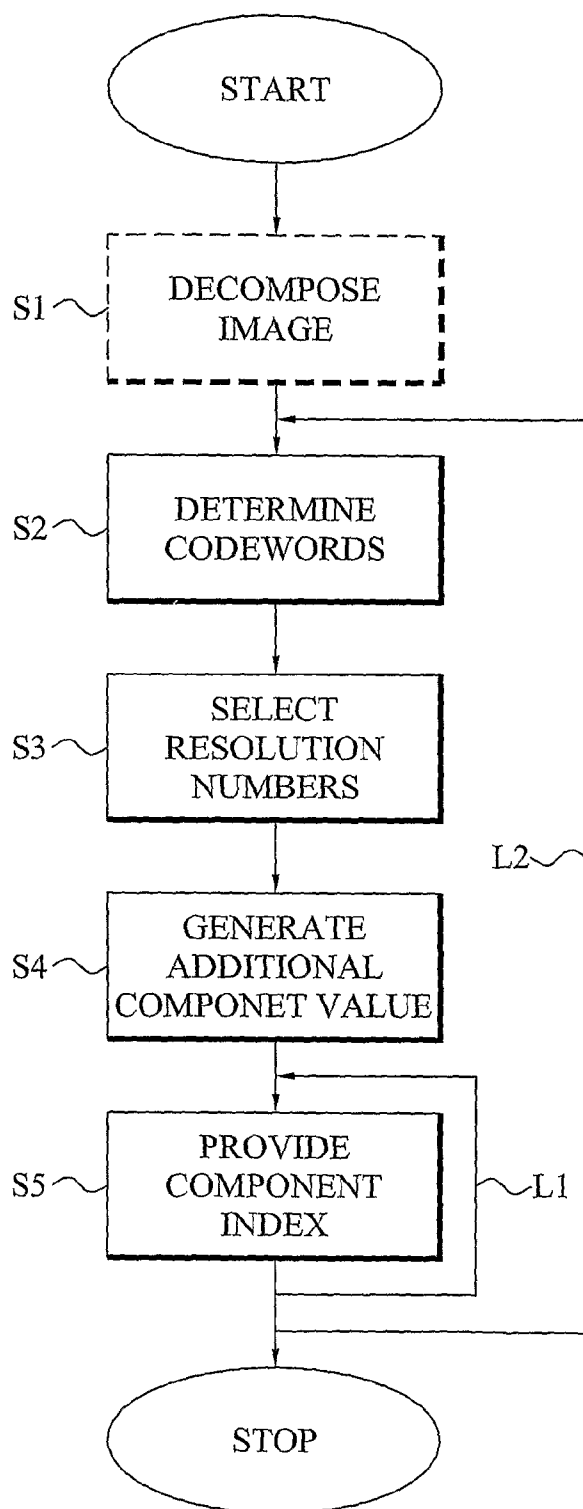 START
S1
DECOMPOSE
IMAGE
S2
DETERMINE
CODEWORDS
S3
SELECT
RESOLUTION
NUMBERS
L2
S4
GENERATE
ADDITIONAL
COMPONET VALUE
S5
PROVIDE
COMPONENT
INDEX
L1
STOP